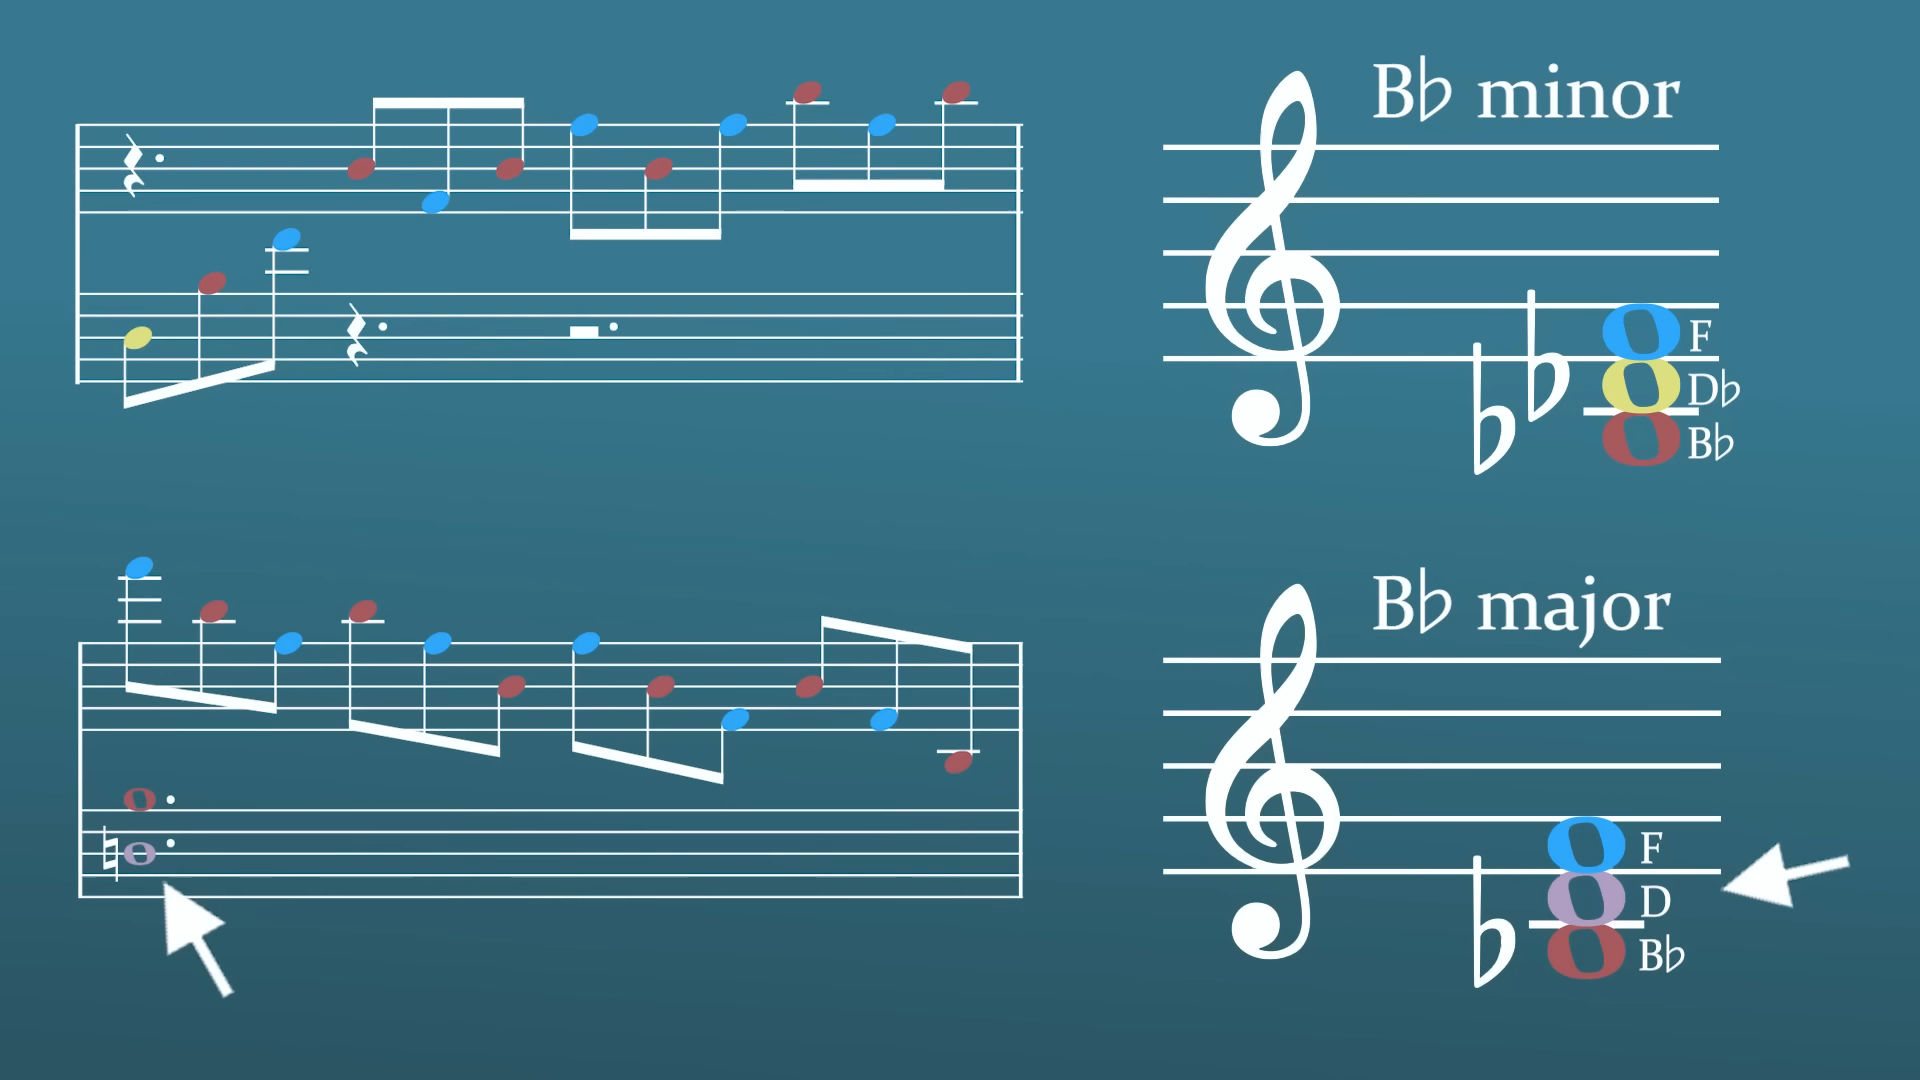 B♭ minor
F
D♭
B♭
B♭ major
F
D
B♭